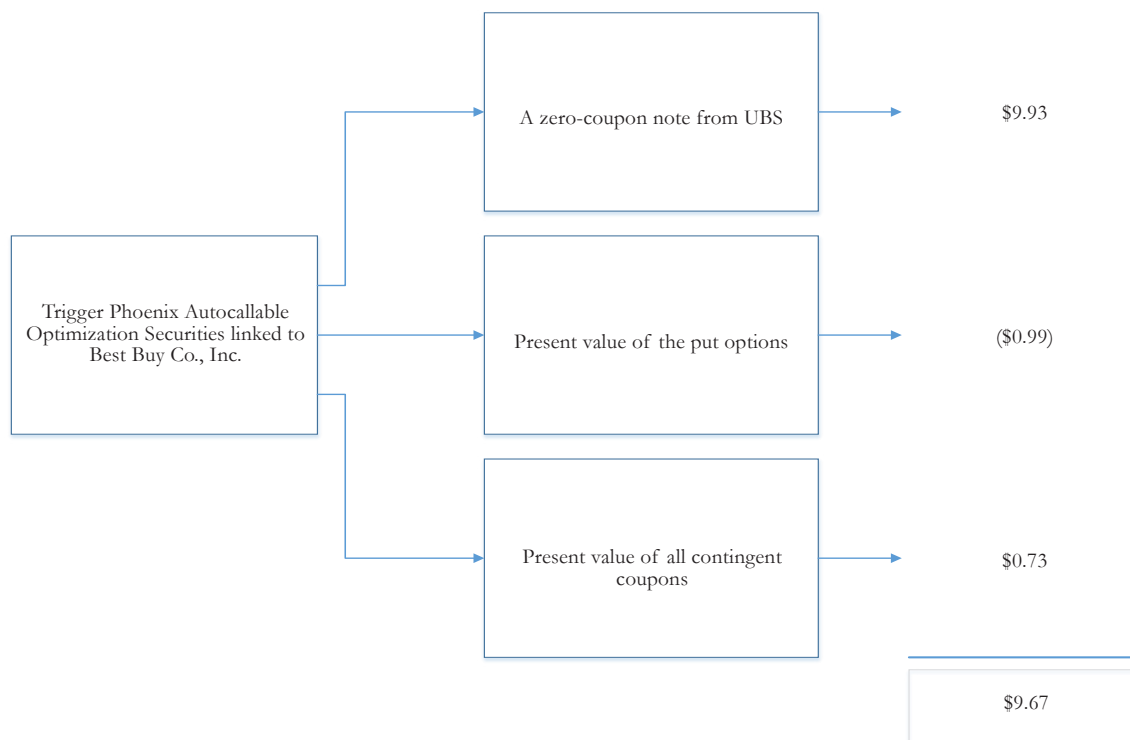 A zero-coupon note from UBS
$9.93
Trigger Phoenix Autocallable
Optimization Securities linked to
Best Buy Co., Inc.
Present value of the put options
($0.99)
Present value of all contingent
coupons
$0.73
$9.67